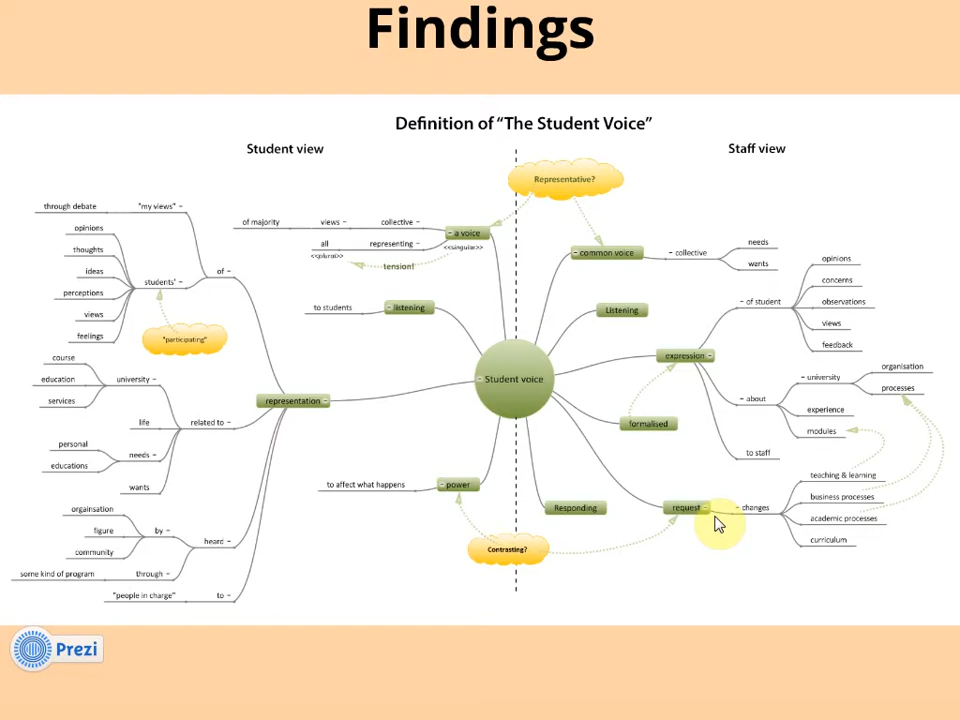 Findings
Definition of “The Student Voice”
Student view
Staff view
Representative?
through debate
"my views"
opinions
thoughts
ideas
perceptions
views
feelings
students'
of
"participating"
of majority
views
collective
all
<<plural>>
representing
a voice
<<singular>>
tension!
to students
listening
course
education
services
university
life
related to
personal
educations
needs
wants
representation
orgainsation
figure
community
by
heard
some kind of program
through
"people in charge"
to
to affect what happens
power
Contrasting?
Student voice
common voice
collective
needs
wants
Listening
expression
of student
opinions
concerns
observations
views
feedback
about
university
organisation
processes
experience
modules
to staff
formalised
Responding
request
changes
teaching & learning
business processes
academic processes
curriculum
Prezi